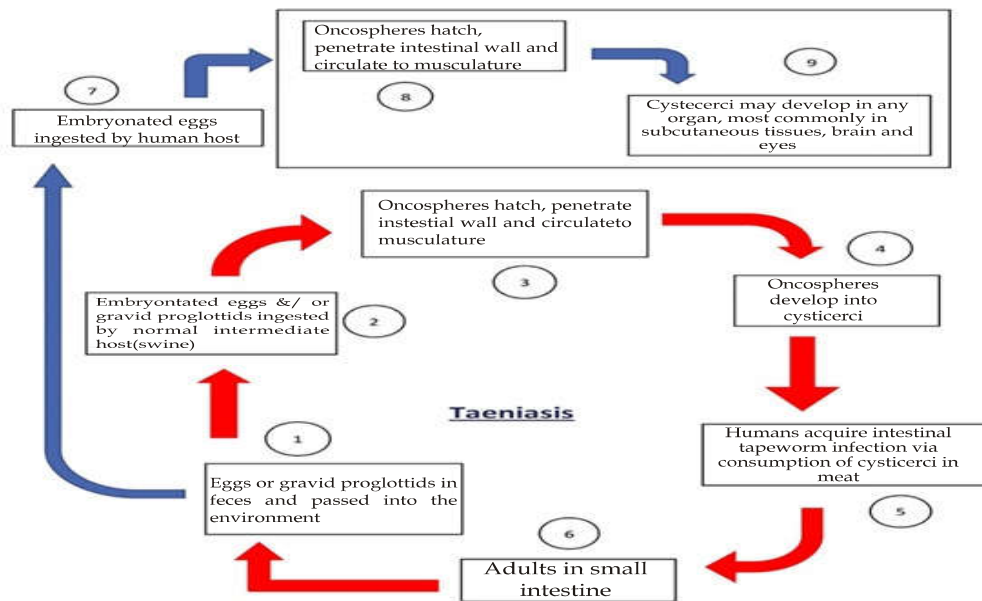 Oncospheres hatch,
penetrate intestinal wall and
circulate to musculature
8
9
Cystecerci may develop in any
organ, most commonly in
subcutaneous tissues, brain and
eyes
7
Embryonated eggs
ingested by human host
Oncospheres hatch, penetrate
instestial wall and circulateto
musculature
3
4
Oncospheres
develop into
cysticerci
Embryontated eggs &/ or
gravid proglottids ingested
by normal intermediate
host(swine)
2
Taeniasis
1
Eggs or gravid proglottids in
feces and passed into the
environment
Humans acquire intestinal
tapeworm infection via
consumption of cysticerci in
meat
5
6
Adults in small
intestine